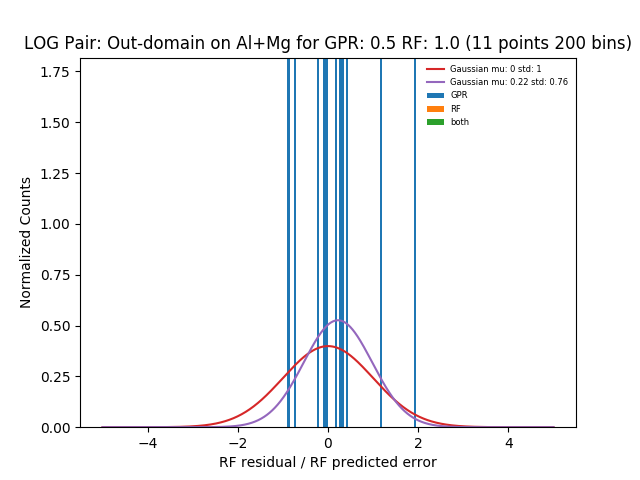 LOG Pair: Out-domain on Al+Mg for GPR: 0.5 RF: 1.0 (11 points 200 bins)
Gaussian mu: 0 std: 1
Gaussian mu: 0.22 std: 0.76
GPR
RF
both
Normalized Counts
1.75
1.50
1.25
1.00
0.75
0.50
0.25
0.00
−4
−2
0
2
4
RF residual / RF predicted error